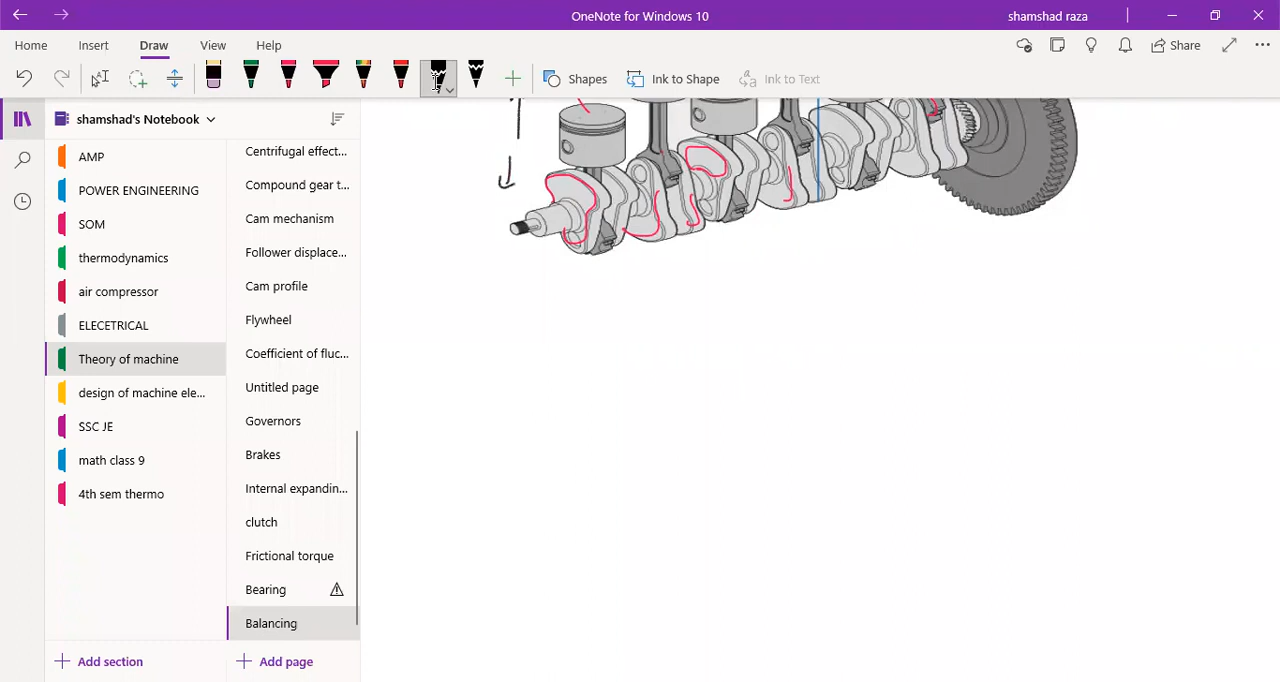 OneNote for Windows 10
shamshad raza
Home
Insert
Draw
View
Help
Share
Shapes
Ink to Shape
Ink to Text
shamshad's Notebook
AMP
POWER ENGINEERING
SOM
thermodynamics
air compressor
ELECETRICAL
Theory of machine
design of machine ele...
SSC JE
math class 9
4th sem thermo
Add section
Centrifugal effect...
Compound gear t...
Cam mechanism
Follower displace...
Cam profile
Flywheel
Coefficient of fluc...
Untitled page
Governors
Brakes
Internal expandin...
clutch
Frictional torque
Bearing
Balancing
Add page